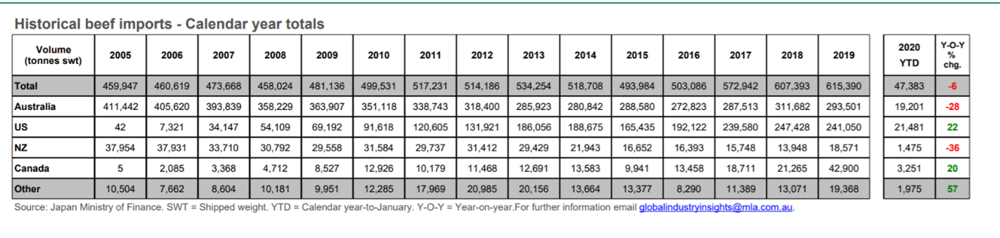 Historical beef imports - Calendar year totals
Volume (tonnes swt) 2005 2006 2007 2008 2009 2010 2011 2012 2013 2014 2015 2016 2017 2018 2019 2020 YTD Y-O-Y % chg.
Total 459,947 460,619 473,668 458,024 481,136 499,531 517,231 514,186 534,254 518,708 493,984 503,086 572,942 607,393 615,390 47,383 -6
Australia 411,442 405,620 393,839 358,229 363,907 351,118 338,743 318,400 285,923 280,842 288,580 272,823 287,513 311,682 293,501 19,201 -28
US 42 7,321 34,147 54,109 69,192 91,618 120,605 131,921 186,056 188,675 165,435 192,122 239,580 247,428 241,050 21,481 22
NZ 37,954 37,931 33,710 30,792 29,558 31,584 29,737 31,412 29,429 21,943 16,652 16,393 15,748 13,948 18,571 1,475 -36
Canada 5 2,085 3,368 4,712 8,527 12,926 10,179 11,468 12,691 13,583 9,941 13,458 18,711 21,265 42,900 3,251 20
Other 10,504 7,662 8,604 10,181 9,951 12,285 17,969 20,985 20,156 13,664 13,377 8,290 11,389 13,071 19,368 1,975 57
Source: Japan Ministry of Finance. SWT = Shipped weight. YTD = Calendar year-to-January. Y-O-Y = Year-on-year.For further information email globalindustryinsights@mla.com.au.